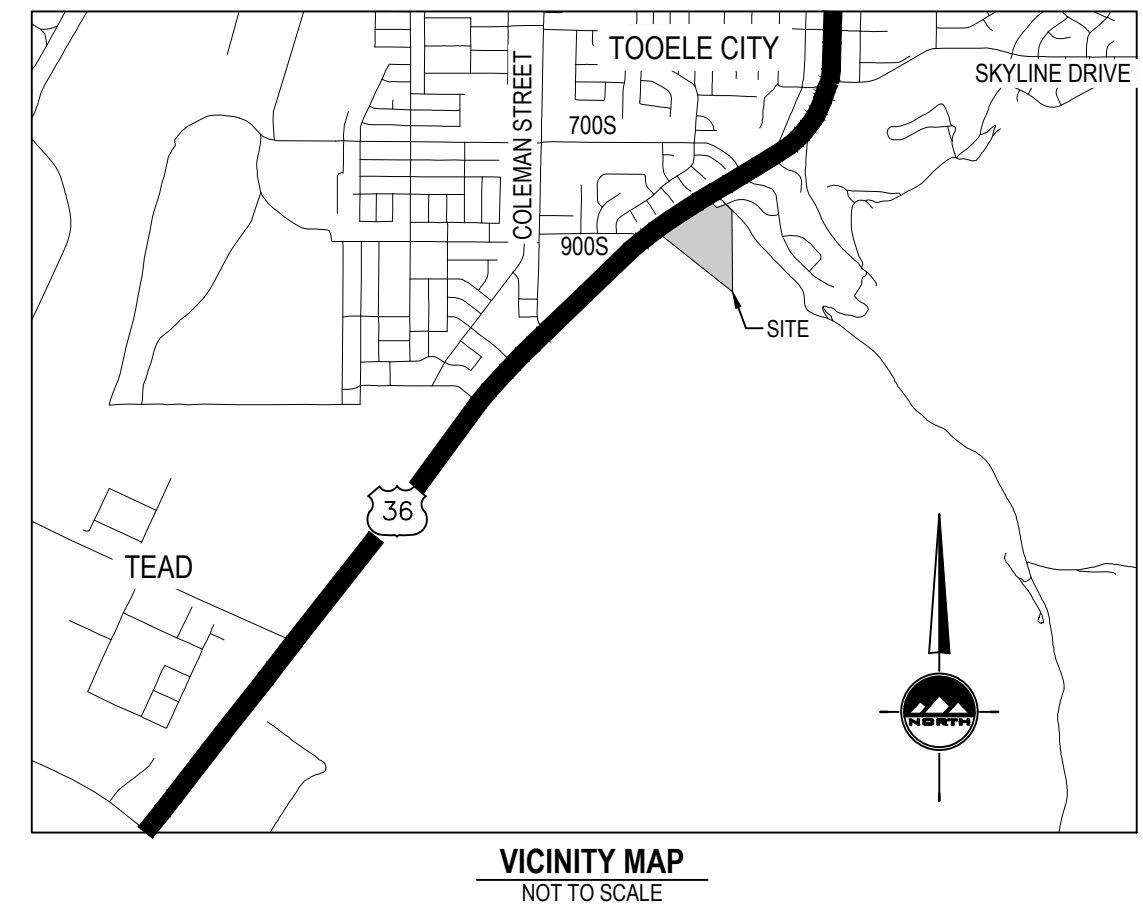 TOOELE CITY
SKYLINE DRIVE
COLEMAN STREET
700S
900S
SITE
36
TEAD
NORTH
VICINITY MAP
NOT TO SCALE